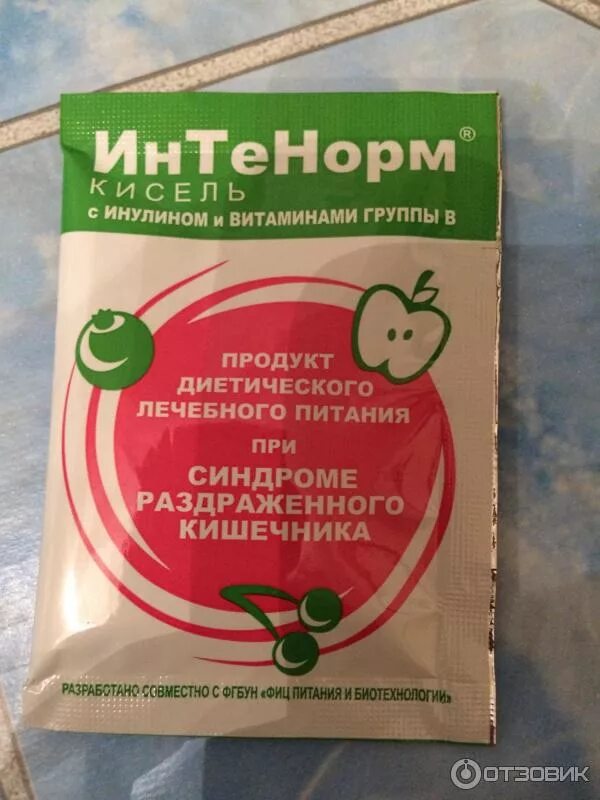 ИнТеНорм®
КИСЕЛЬ
с ИНУЛИНОМ и ВИТАМИНАМИ ГРУППЫ В
ПРОДУКТ
ДИЕТИЧЕСКОГО
ЛЕЧЕБНОГО ПИТАНИЯ
ПРИ
СИНДРОМЕ
РАЗДРАЖЕННОГО
КИШЕЧНИКА
РАЗРАБОТАНО СОВМЕСТНО С ФГБУН «ФИЦ ПИТАНИЯ И БИОТЕХНОЛОГИИ»
ОТЗОВИК